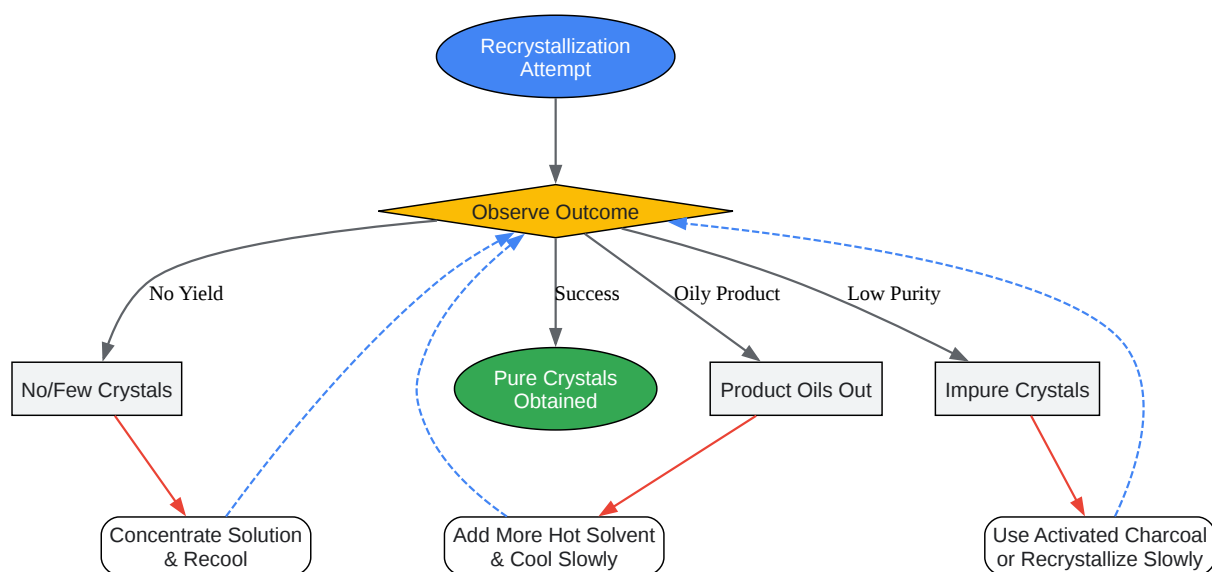 Recrystallization
Attempt
Observe Outcome
No Yield
Success
Oily Product
Low Purity
No/Few Crystals
Pure Crystals
Obtained
Product Oils Out
Impure Crystals
Concentrate Solution
& Recool
Add More Hot Solvent
& Cool Slowly
Use Activated Charcoal
or Recrystallize Slowly